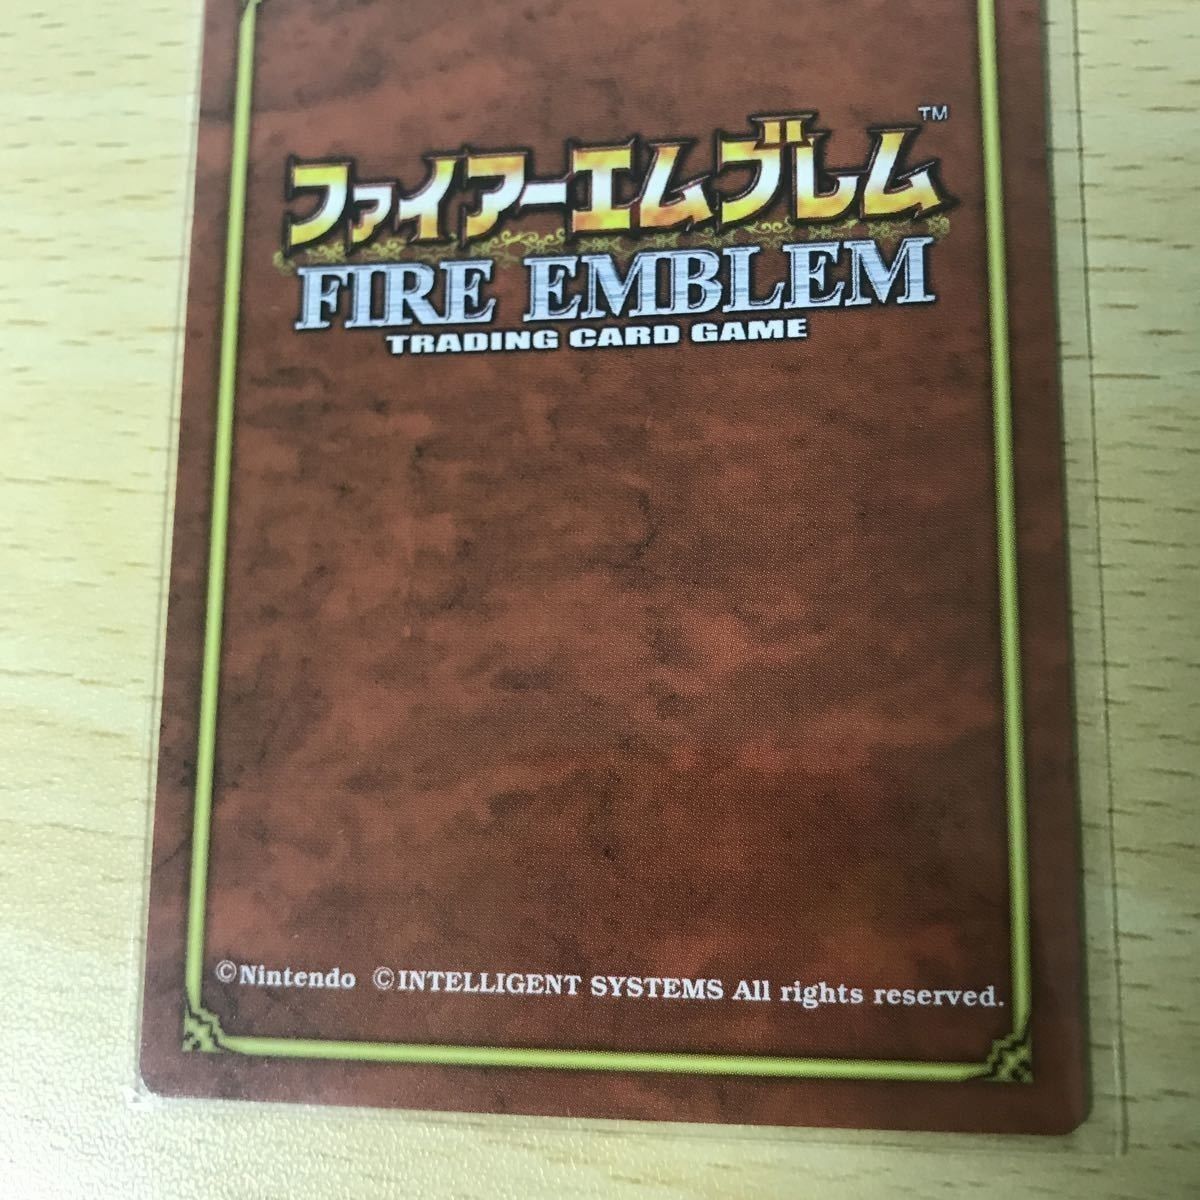 ファイアーエムブレム™
FIRE EMBLEM
TRADING CARD GAME
©Nintendo ©INTELLIGENT SYSTEMS All rights reserved.